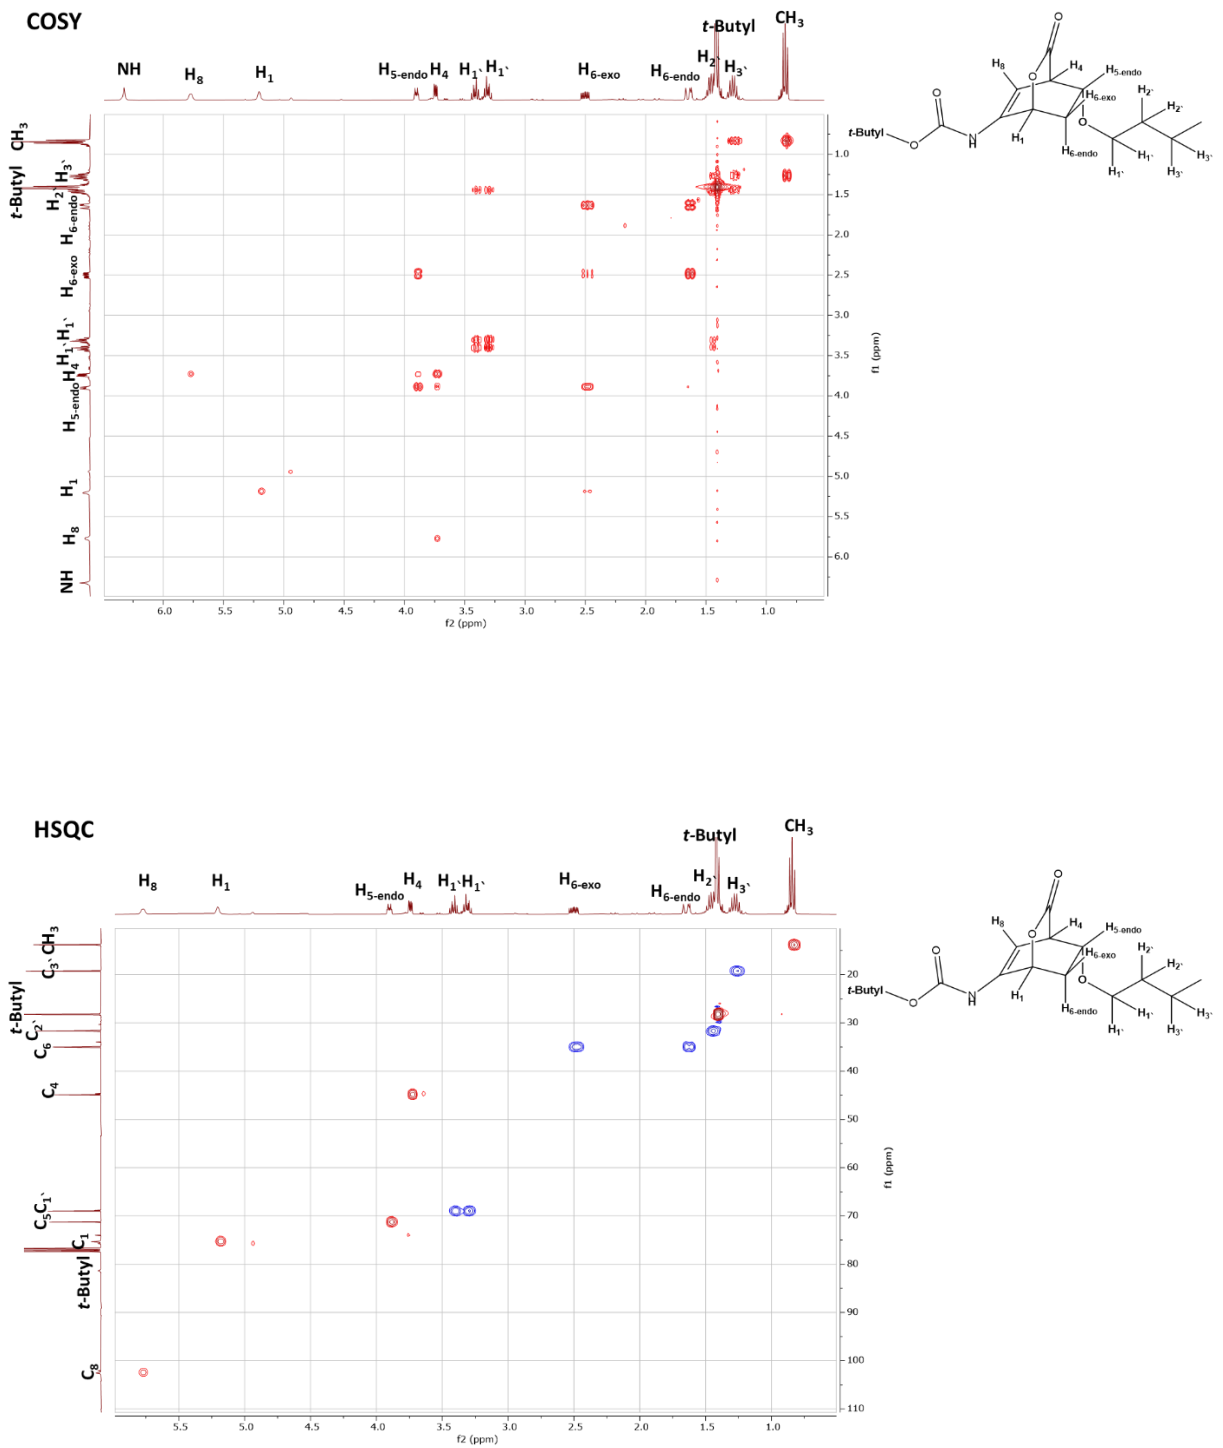 COSY
NH
H8
H1
H5-endo
H4
H1`
H1`
H6-exo
H6-endo
H2`
t-Butyl
H3`
CH3
CH3
H3`
t-Butyl
H2`
H6-endo
H6-exo
H1`
H1`
H4
H5-endo
H1
H8
NH
1.0
1.5
2.0
2.5
3.0
3.5
4.0
4.5
5.0
5.5
6.0
f1 (ppm)
6.0 5.5 5.0 4.5 4.0 3.5 3.0 2.5 2.0 1.5 1.0
f2 (ppm)
O
O
H8
H4
H5-endo
H6-exo
H2`
H2`
O
t-Butyl
O
N
H
H1
H6-endo
O
H1`
H1`
H3`
H3`
HSQC
H8
H1
H5-endo
H4
H1`
H1`
H6-exo
H6-endo
H2`
t-Butyl
H3`
CH3
CH3
C3`
t-Butyl
C2`
C6
C4
C1`
C5
C1
t-Butyl
C8
20
30
40
50
60
70
80
90
100
110
f1 (ppm)
5.5 5.0 4.5 4.0 3.5 3.0 2.5 2.0 1.5 1.0
f2 (ppm)
O
O
H8
H4
H5-endo
H6-exo
H2`
H2`
O
t-Butyl
O
N
H
H1
H6-endo
O
H1`
H1`
H3`
H3`